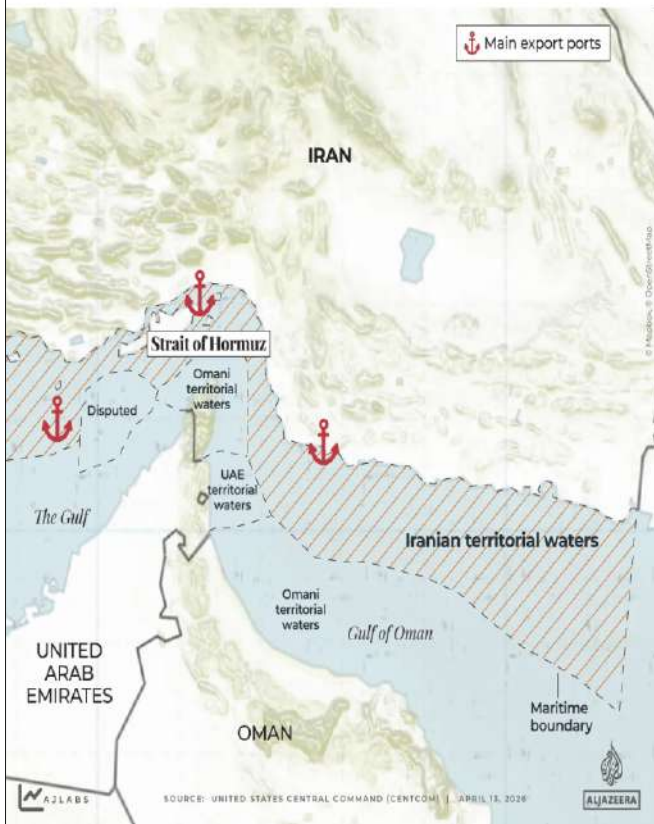 Main export ports
IRAN
© Mapbox, © OpenStreetMap
Strait of Hormuz
Omani
territorial
waters
Disputed
UAE
territorial
waters
The Gulf
Iranian territorial waters
Omani
territorial
waters
Gulf of Oman
UNITED
ARAB
EMIRATES
Maritime
boundary
OMAN
AJLABS
SOURCE: UNITED STATES CENTRAL COMMAND (CENTCOM) | APRIL 13, 2026
ALJAZEERA